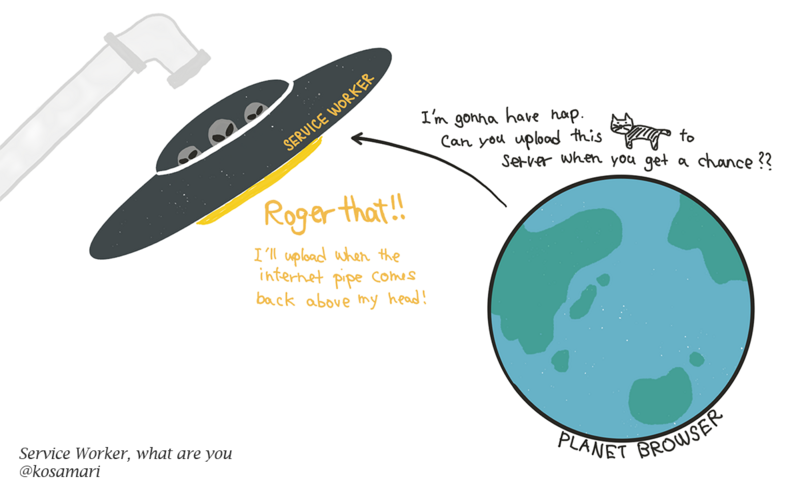 SERVICE WORKER
I'm gonna have nap.
Can you upload this to
server when you get a chance??
Roger that!!
I'll upload when the
internet pipe comes
back above my head!
PLANET BROWSER
Service Worker, what are you
@kosamari